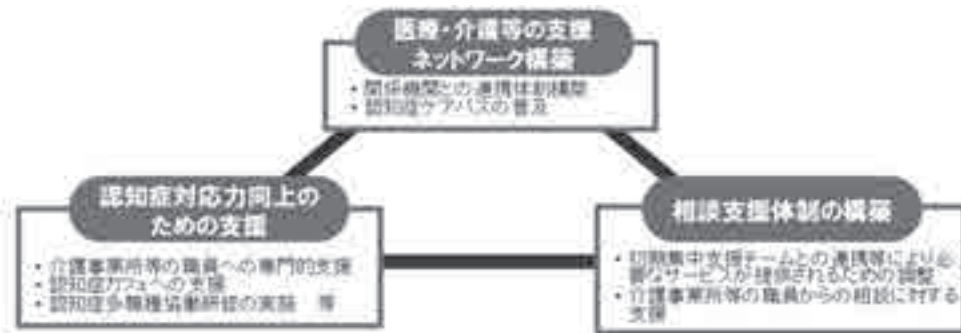 医療・介護等の支援
ネットワーク構築
• 関係機関との連携体制構築
• 認知症ケアパスの普及
認知症対応力向上の
ための支援
• 介護事業所等の職員への専門的支援
• 認知症カフェへの支援
• 認知症多職種協働研修の実施 等
相談支援体制の構築
• 初期集中支援チームとの連携等により必
要なサービスが提供されるための調整
• 介護事業所等の職員からの相談に対する
支援